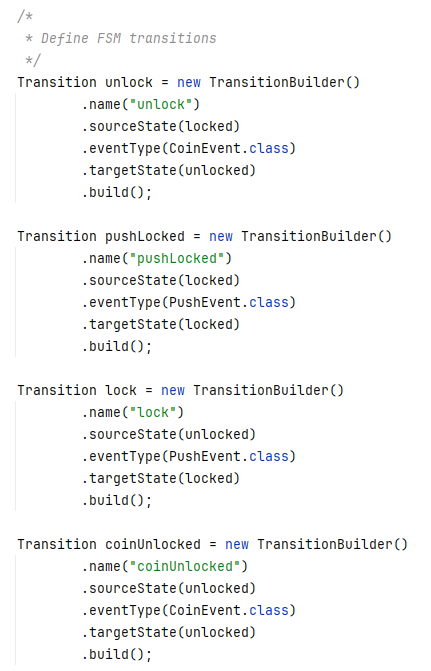 /*
 * Define FSM transitions
 */
Transition unlock = new TransitionBuilder()
        .name("unlock")
        .sourceState(locked)
        .eventType(CoinEvent.class)
        .targetState(unlocked)
        .build();

Transition pushLocked = new TransitionBuilder()
        .name("pushLocked")
        .sourceState(locked)
        .eventType(PushEvent.class)
        .targetState(locked)
        .build();

Transition lock = new TransitionBuilder()
        .name("lock")
        .sourceState(unlocked)
        .eventType(PushEvent.class)
        .targetState(locked)
        .build();

Transition coinUnlocked = new TransitionBuilder()
        .name("coinUnlocked")
        .sourceState(unlocked)
        .eventType(CoinEvent.class)
        .targetState(unlocked)
        .build();